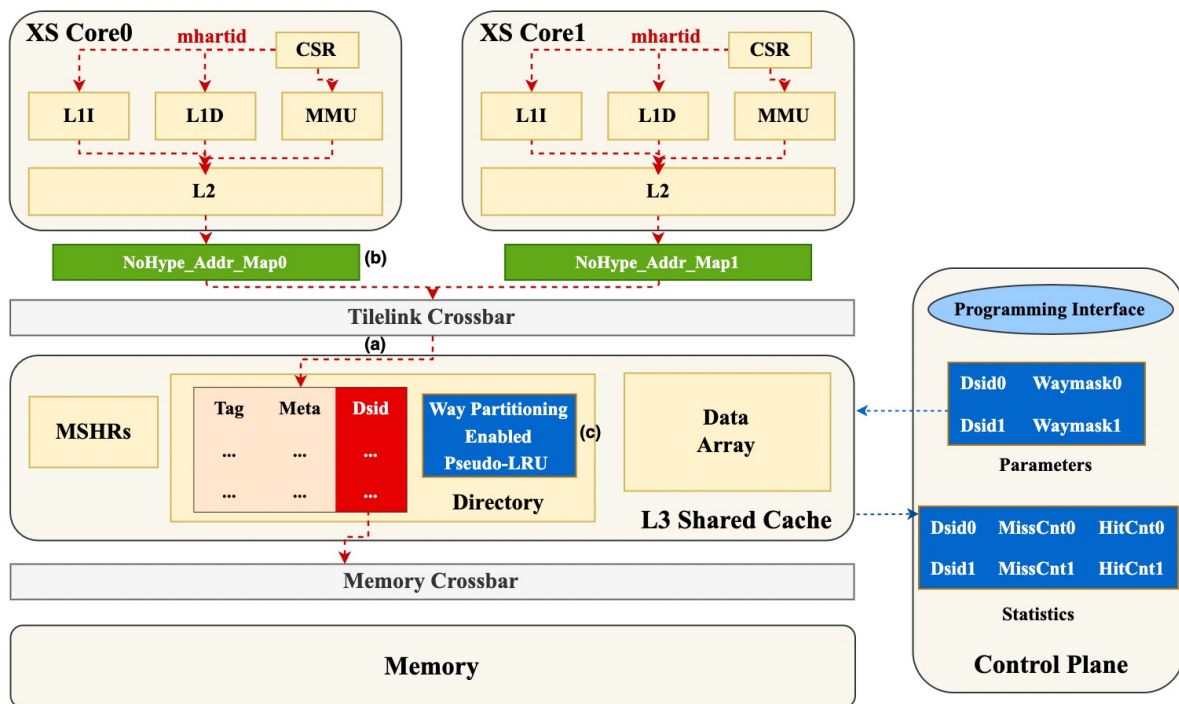 XS Core0
mhartid
CSR
L1I
L1D
MMU
L2
XS Core1
mhartid
CSR
L1I
L1D
MMU
L2
NoHype_Addr_Map0
(b)
NoHype_Addr_Map1
Tilelink Crossbar
(a)
MSHRs
Tag Meta Dsid
... ... ...
... ... ...
Way Partitioning
Enabled
Pseudo-LRU
(c)
Directory
Data
Array
L3 Shared Cache
Memory Crossbar
Memory
Programming Interface
Dsid0 Waymask0
Dsid1 Waymask1
Parameters
Dsid0 MissCnt0 HitCnt0
Dsid1 MissCnt1 HitCnt1
Statistics
Control Plane